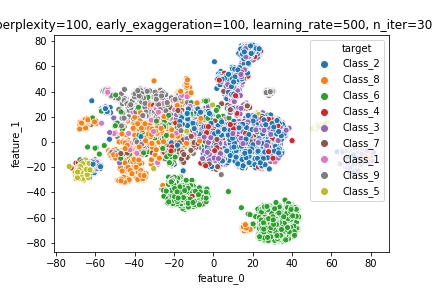 perplexity=100, early_exaggeration=100, learning_rate=500, n_iter=30
target
Class_2
Class_8
Class_6
Class_4
Class_3
Class_7
Class_1
Class_9
Class_5
feature_1
80
60
40
20
0
−20
−40
−60
−80
−80 −60 −40 −20 0 20 40 60 80
feature_0